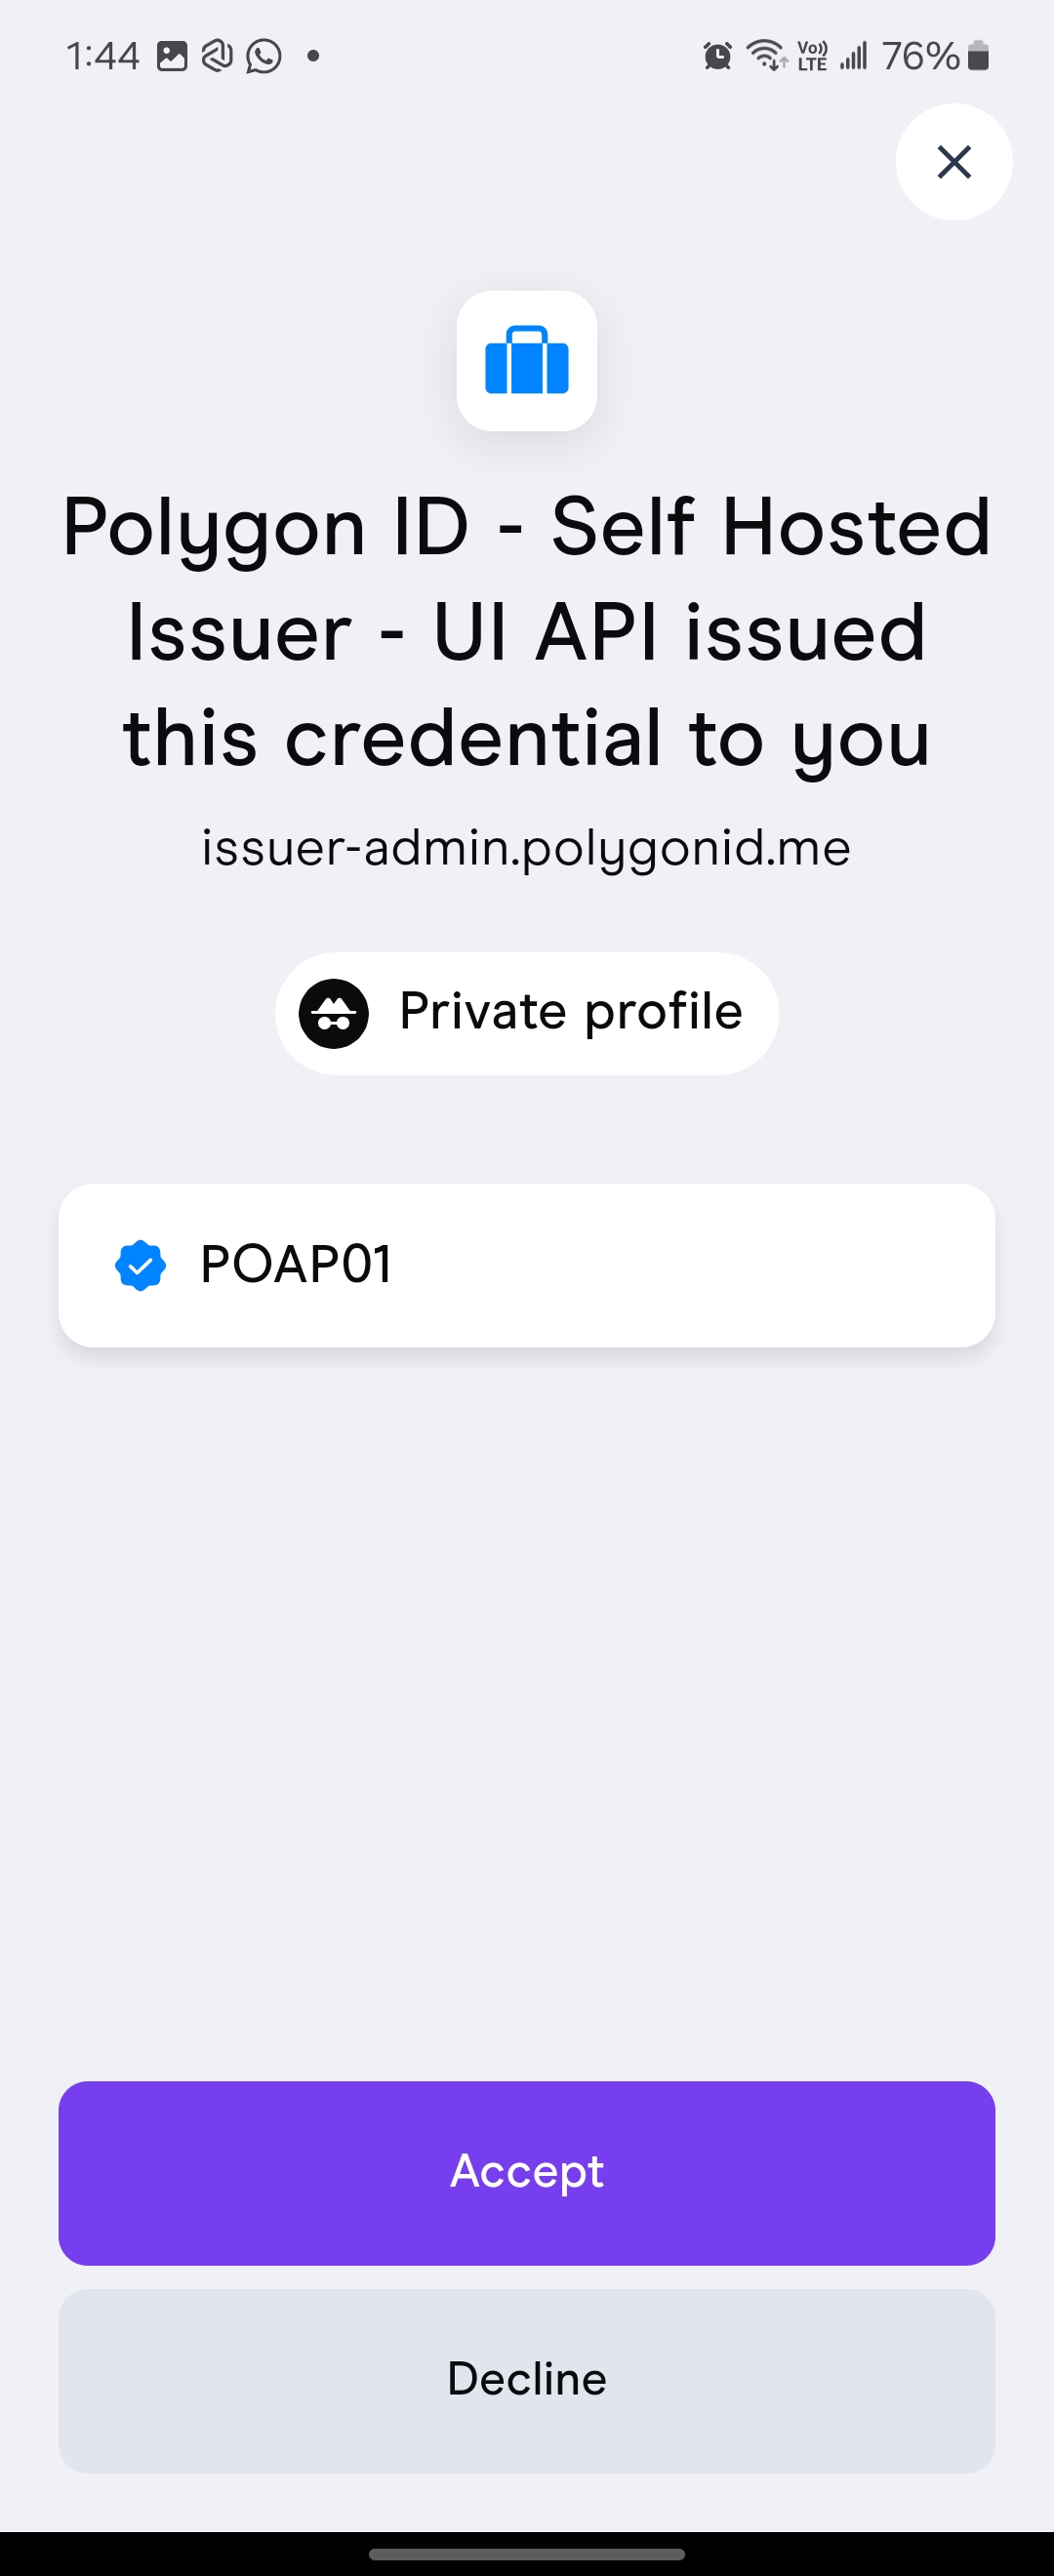 1:44 Vo)) LTE 76%
Polygon ID - Self Hosted
Issuer - UI API issued
this credential to you
issuer-admin.polygonid.me
Private profile
POAP01
Accept
Decline